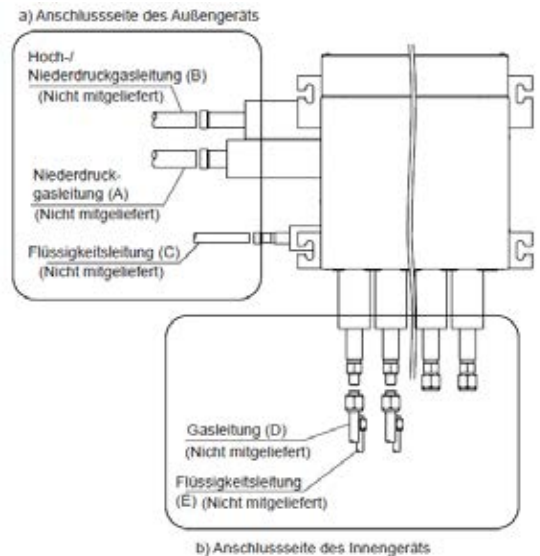 a) Anschlussseite des Außengeräts
Hoch-/
Niederdruckgasleitung (B)
(Nicht mitgeliefert)
Niederdruck-
gasleitung (A)
(Nicht mitgeliefert)
Flüssigkeitsleitung (C)
(Nicht mitgeliefert)
Gasleitung (D)
(Nicht mitgeliefert)
Flüssigkeitsleitung
(E) (Nicht mitgeliefert)
b) Anschlussseite des Innengeräts